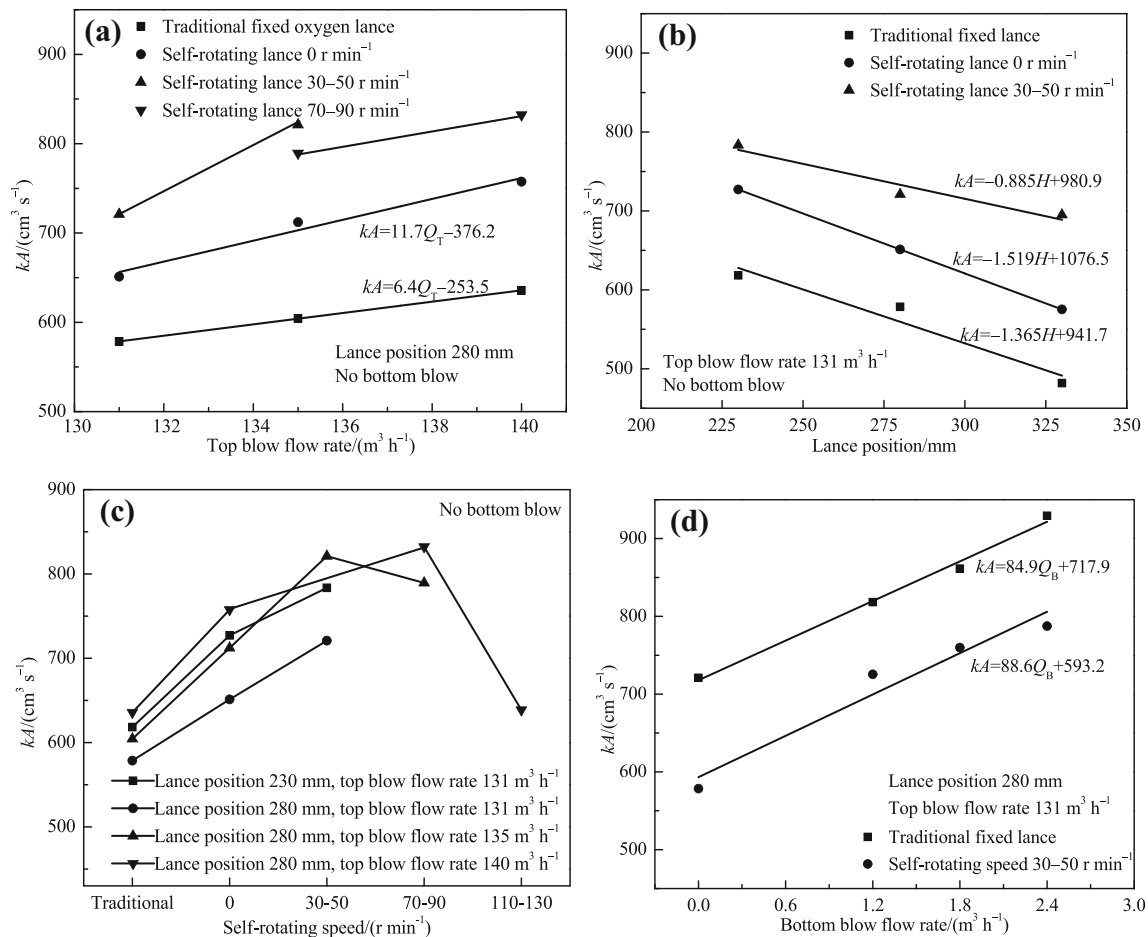 (a)
Traditional fixed oxygen lance
Self-rotating lance 0 r min⁻¹
Self-rotating lance 30–50 r min⁻¹
Self-rotating lance 70–90 r min⁻¹
900
800
700
600
500
kA/(cm³ s⁻¹)
kA=11.7Q_T–376.2
kA=6.4Q_T–253.5
Lance position 280 mm
No bottom blow
130 132 134 136 138 140
Top blow flow rate/(m³ h⁻¹)
(b)
Traditional fixed lance
Self-rotating lance 0 r min⁻¹
Self-rotating lance 30–50 r min⁻¹
900
800
700
600
500
kA/(cm³ s⁻¹)
kA=–0.885H+980.9
kA=–1.519H+1076.5
kA=–1.365H+941.7
Top blow flow rate 131 m³ h⁻¹
No bottom blow
200 225 250 275 300 325 350
Lance position/mm
(c)
No bottom blow
900
800
700
600
500
kA/(cm³ s⁻¹)
Lance position 230 mm, top blow flow rate 131 m³ h⁻¹
Lance position 280 mm, top blow flow rate 131 m³ h⁻¹
Lance position 280 mm, top blow flow rate 135 m³ h⁻¹
Lance position 280 mm, top blow flow rate 140 m³ h⁻¹
Traditional 0 30-50 70-90 110-130
Self-rotating speed/(r min⁻¹)
(d)
900
800
700
600
500
kA/(cm³ s⁻¹)
kA=84.9Q_B+717.9
kA=88.6Q_B+593.2
Lance position 280 mm
Top blow flow rate 131 m³ h⁻¹
Traditional fixed lance
Self-rotating speed 30–50 r min⁻¹
0.0 0.6 1.2 1.8 2.4 3.0
Bottom blow flow rate/(m³ h⁻¹)